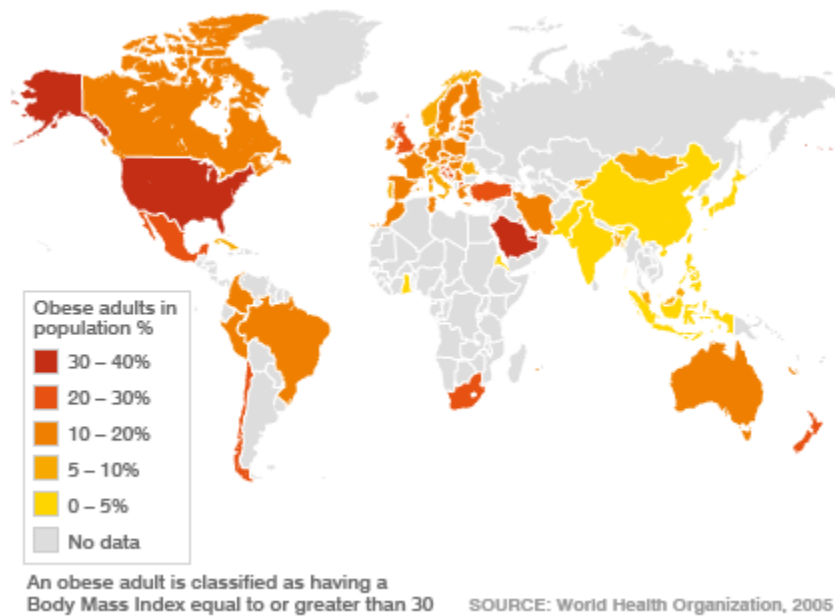 Obese adults in
population %
30 – 40%
20 – 30%
10 – 20%
5 – 10%
0 – 5%
No data
An obese adult is classified as having a
Body Mass Index equal to or greater than 30
SOURCE: World Health Organization,